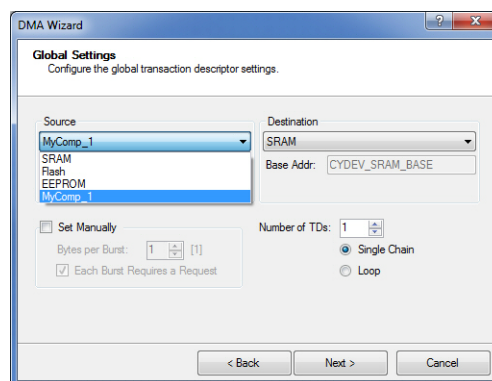 DMA Wizard
Global Settings
Configure the global transaction descriptor settings.
Source
MyComp_1
SRAM
Flash
EEPROM
MyComp_1
Destination
SRAM
Base Addr: CYDEV_SRAM_BASE
Set Manually
Bytes per Burst: 1 [1]
Each Burst Requires a Request
Number of TDs: 1
Single Chain
Loop
< Back Next > Cancel